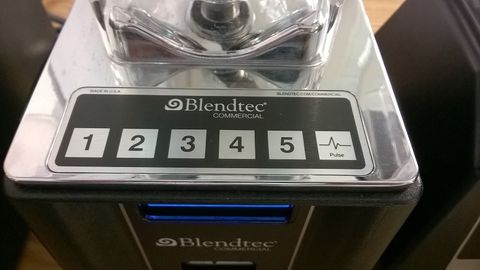 MADE IN U.S.A.
BLENDTEC.COM/COMMERCIAL
Blendtec®
COMMERCIAL
1 2 3 4 5 Pulse
Blendtec
COMMERCIAL